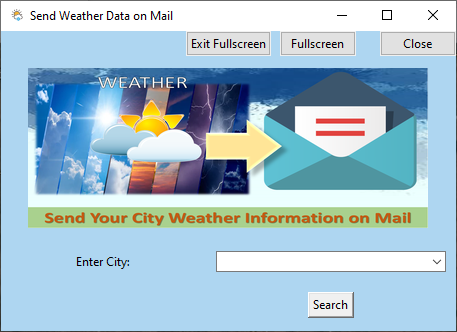 Send Weather Data on Mail
Exit Fullscreen Fullscreen Close
WEATHER
Send Your City Weather Information on Mail
Enter City:
Search